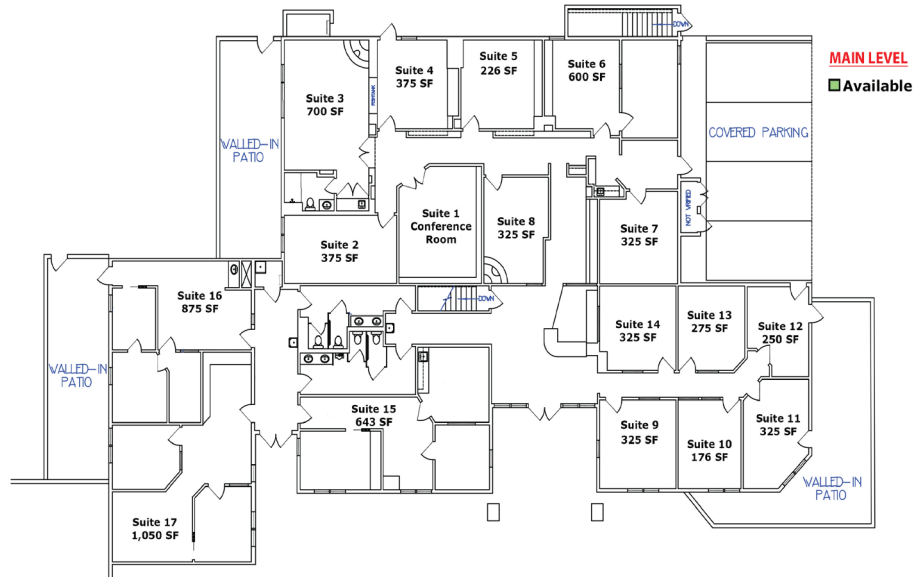 DOWN
MAIN LEVEL
Available
Suite 3
700 SF
FISHTANK
Suite 4
375 SF
Suite 5
226 SF
Suite 6
600 SF
COVERED PARKING
WALLED-IN
PATIO
NOT VARIFIED
Suite 1
Conference
Room
Suite 8
325 SF
Suite 7
325 SF
Suite 2
375 SF
Suite 16
875 SF
DOWN
Suite 14
325 SF
Suite 13
275 SF
Suite 12
250 SF
WALLED-IN
PATIO
Suite 15
643 SF
Suite 9
325 SF
Suite 10
176 SF
Suite 11
325 SF
WALLED-IN
PATIO
Suite 17
1,050 SF